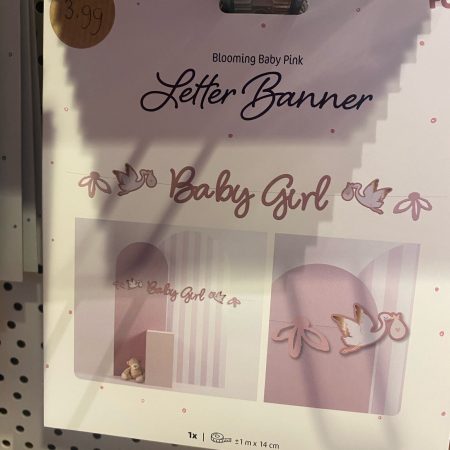 3.99
Blooming Baby Pink
Letter Banner
Baby Girl
Baby Girl
1x
±1 m x 14 cm